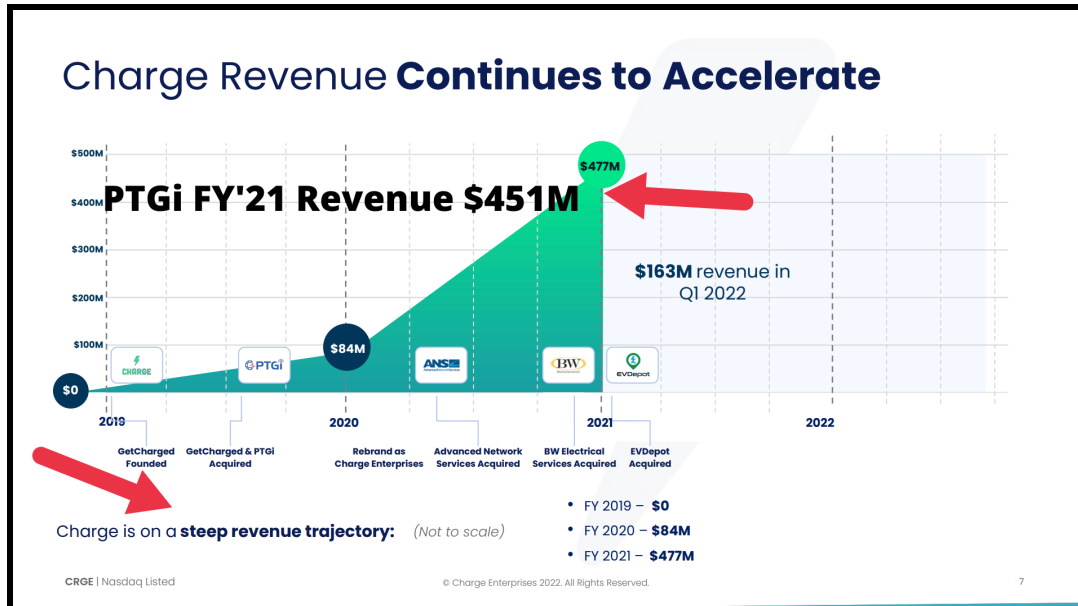 Charge Revenue Continues to Accelerate
$500M
$477M
PTGi FY'21 Revenue $451M
$400M
$300M
$163M revenue in
Q1 2022
$200M
$100M
$84M
CHARGE
PTGi
ANS
BW
EVDepot
$0
2019
2020
2021
2022
GetCharged
Founded
GetCharged & PTGi
Acquired
Rebrand as
Charge Enterprises
Advanced Network
Services Acquired
BW Electrical
Services Acquired
EVDepot
Acquired
Charge is on a steep revenue trajectory: (Not to scale)
• FY 2019 – $0
• FY 2020 – $84M
• FY 2021 – $477M
CRGE | Nasdaq Listed
© Charge Enterprises 2022. All Rights Reserved.
7